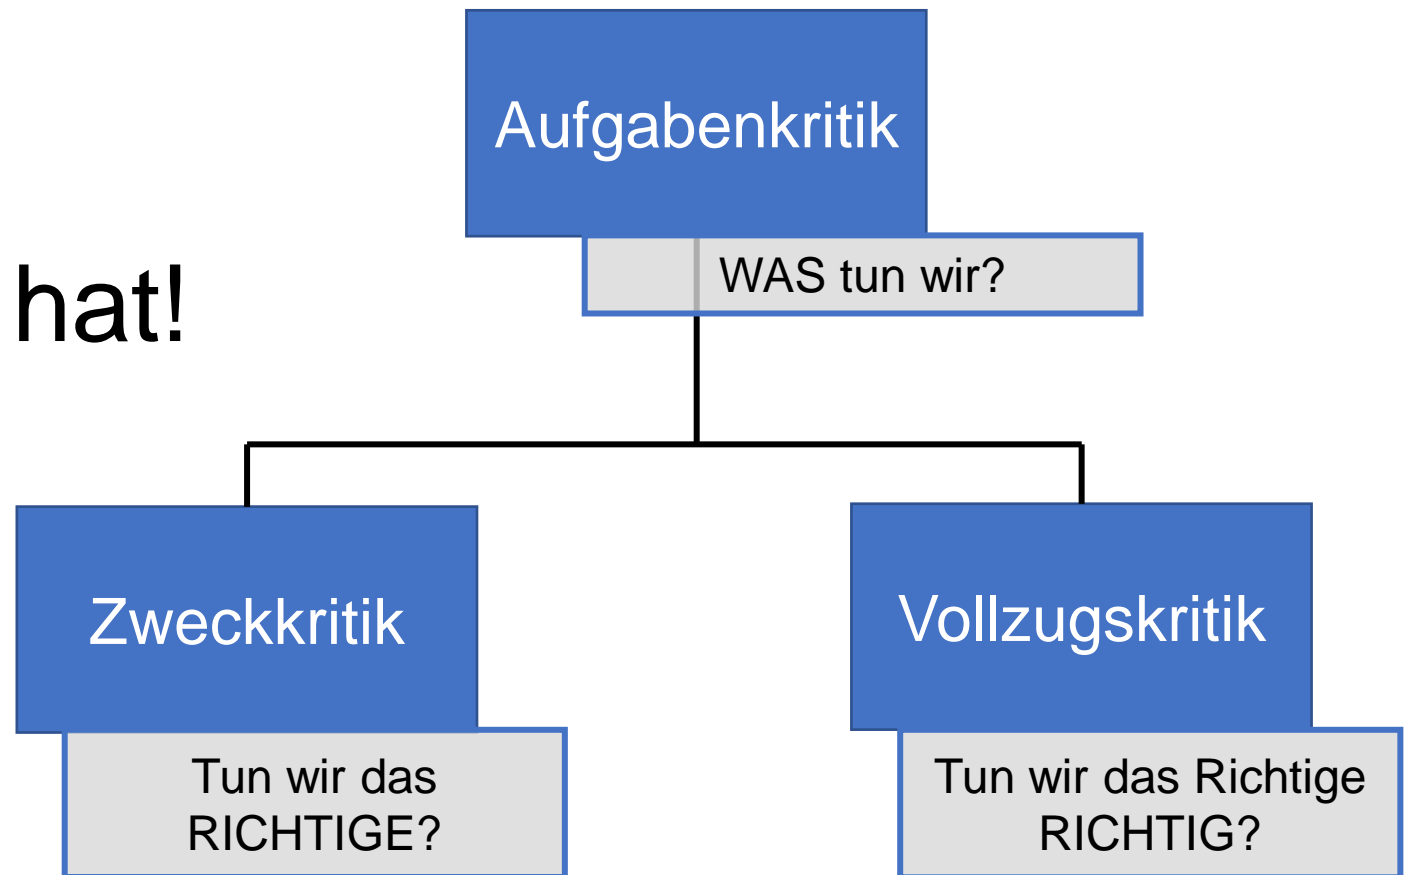 Aufgabenkritik
WAS tun wir?
hat!
Zweckkritik
Tun wir das
RICHTIGE?
Vollzugskritik
Tun wir das Richtige
RICHTIG?